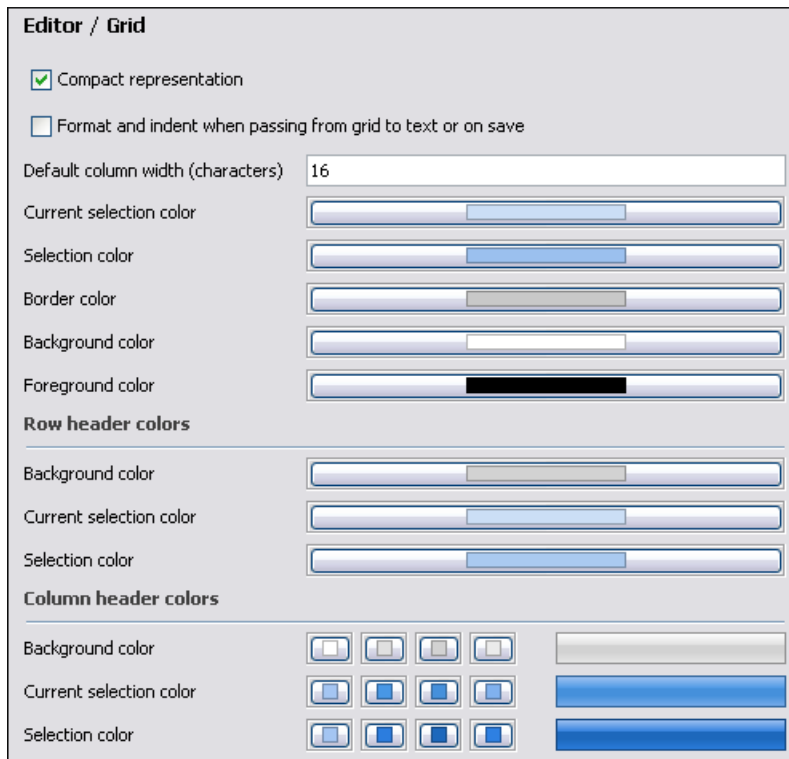 Editor / Grid
Compact representation
Format and indent when passing from grid to text or on save
Default column width (characters) 16
Current selection color
Selection color
Border color
Background color
Foreground color
Row header colors
Background color
Current selection color
Selection color
Column header colors
Background color
Current selection color
Selection color